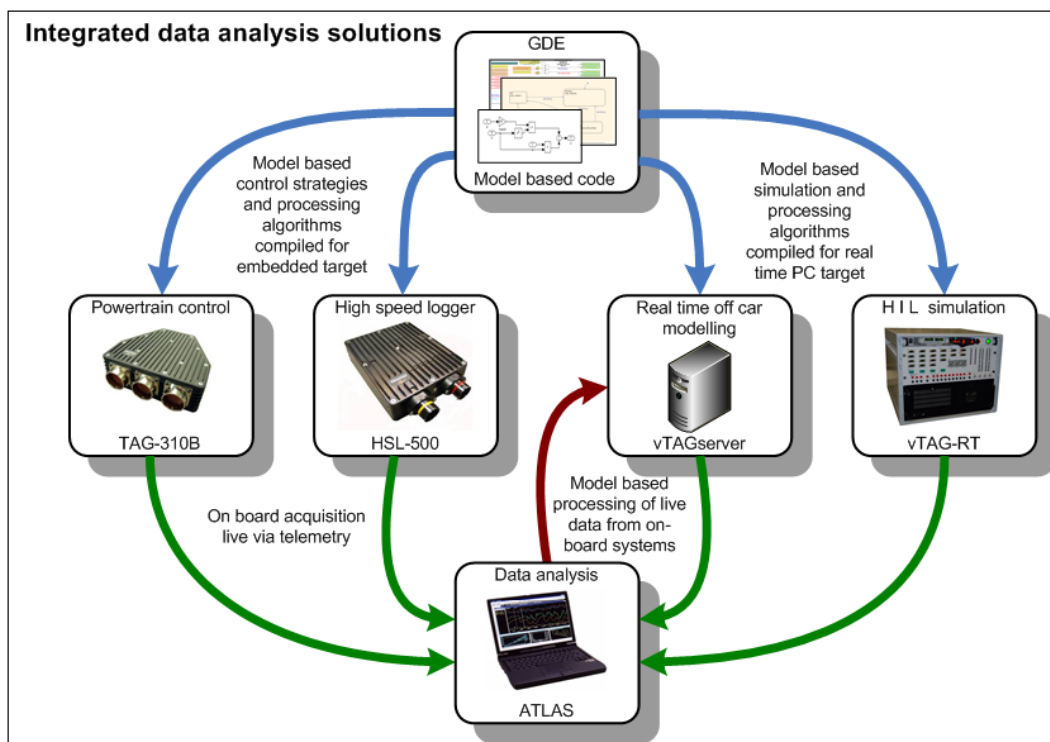 Integrated data analysis solutions
GDE
Model based code
Model based
control strategies
and processing
algorithms
compiled for
embedded target
Model based
simulation and
processing
algorithms
compiled for real
time PC target
Powertrain control
TAG-310B
High speed logger
HSL-500
Real time off car
modelling
vTAGserver
H I L simulation
vTAG-RT
On board acquisition
live via telemetry
Model based
processing of live
data from on-
board systems
Data analysis
ATLAS